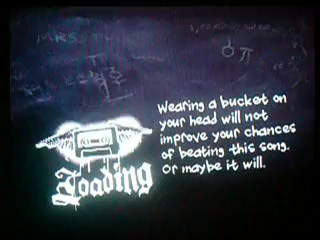 Wearing a bucket on
your head will not
improve your chances
of beating this song.
Or maybe it will.
Loading